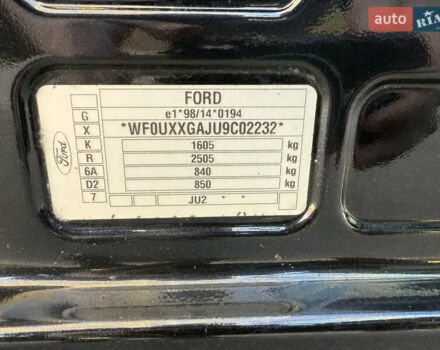 AUTO RIA
FORD
G e1*98/14*0194
X *WF0UXXGAJU9C02232*
K 1605 kg
R 2505 kg
6A 840 kg
D2 850 kg
7 JU2
Ford